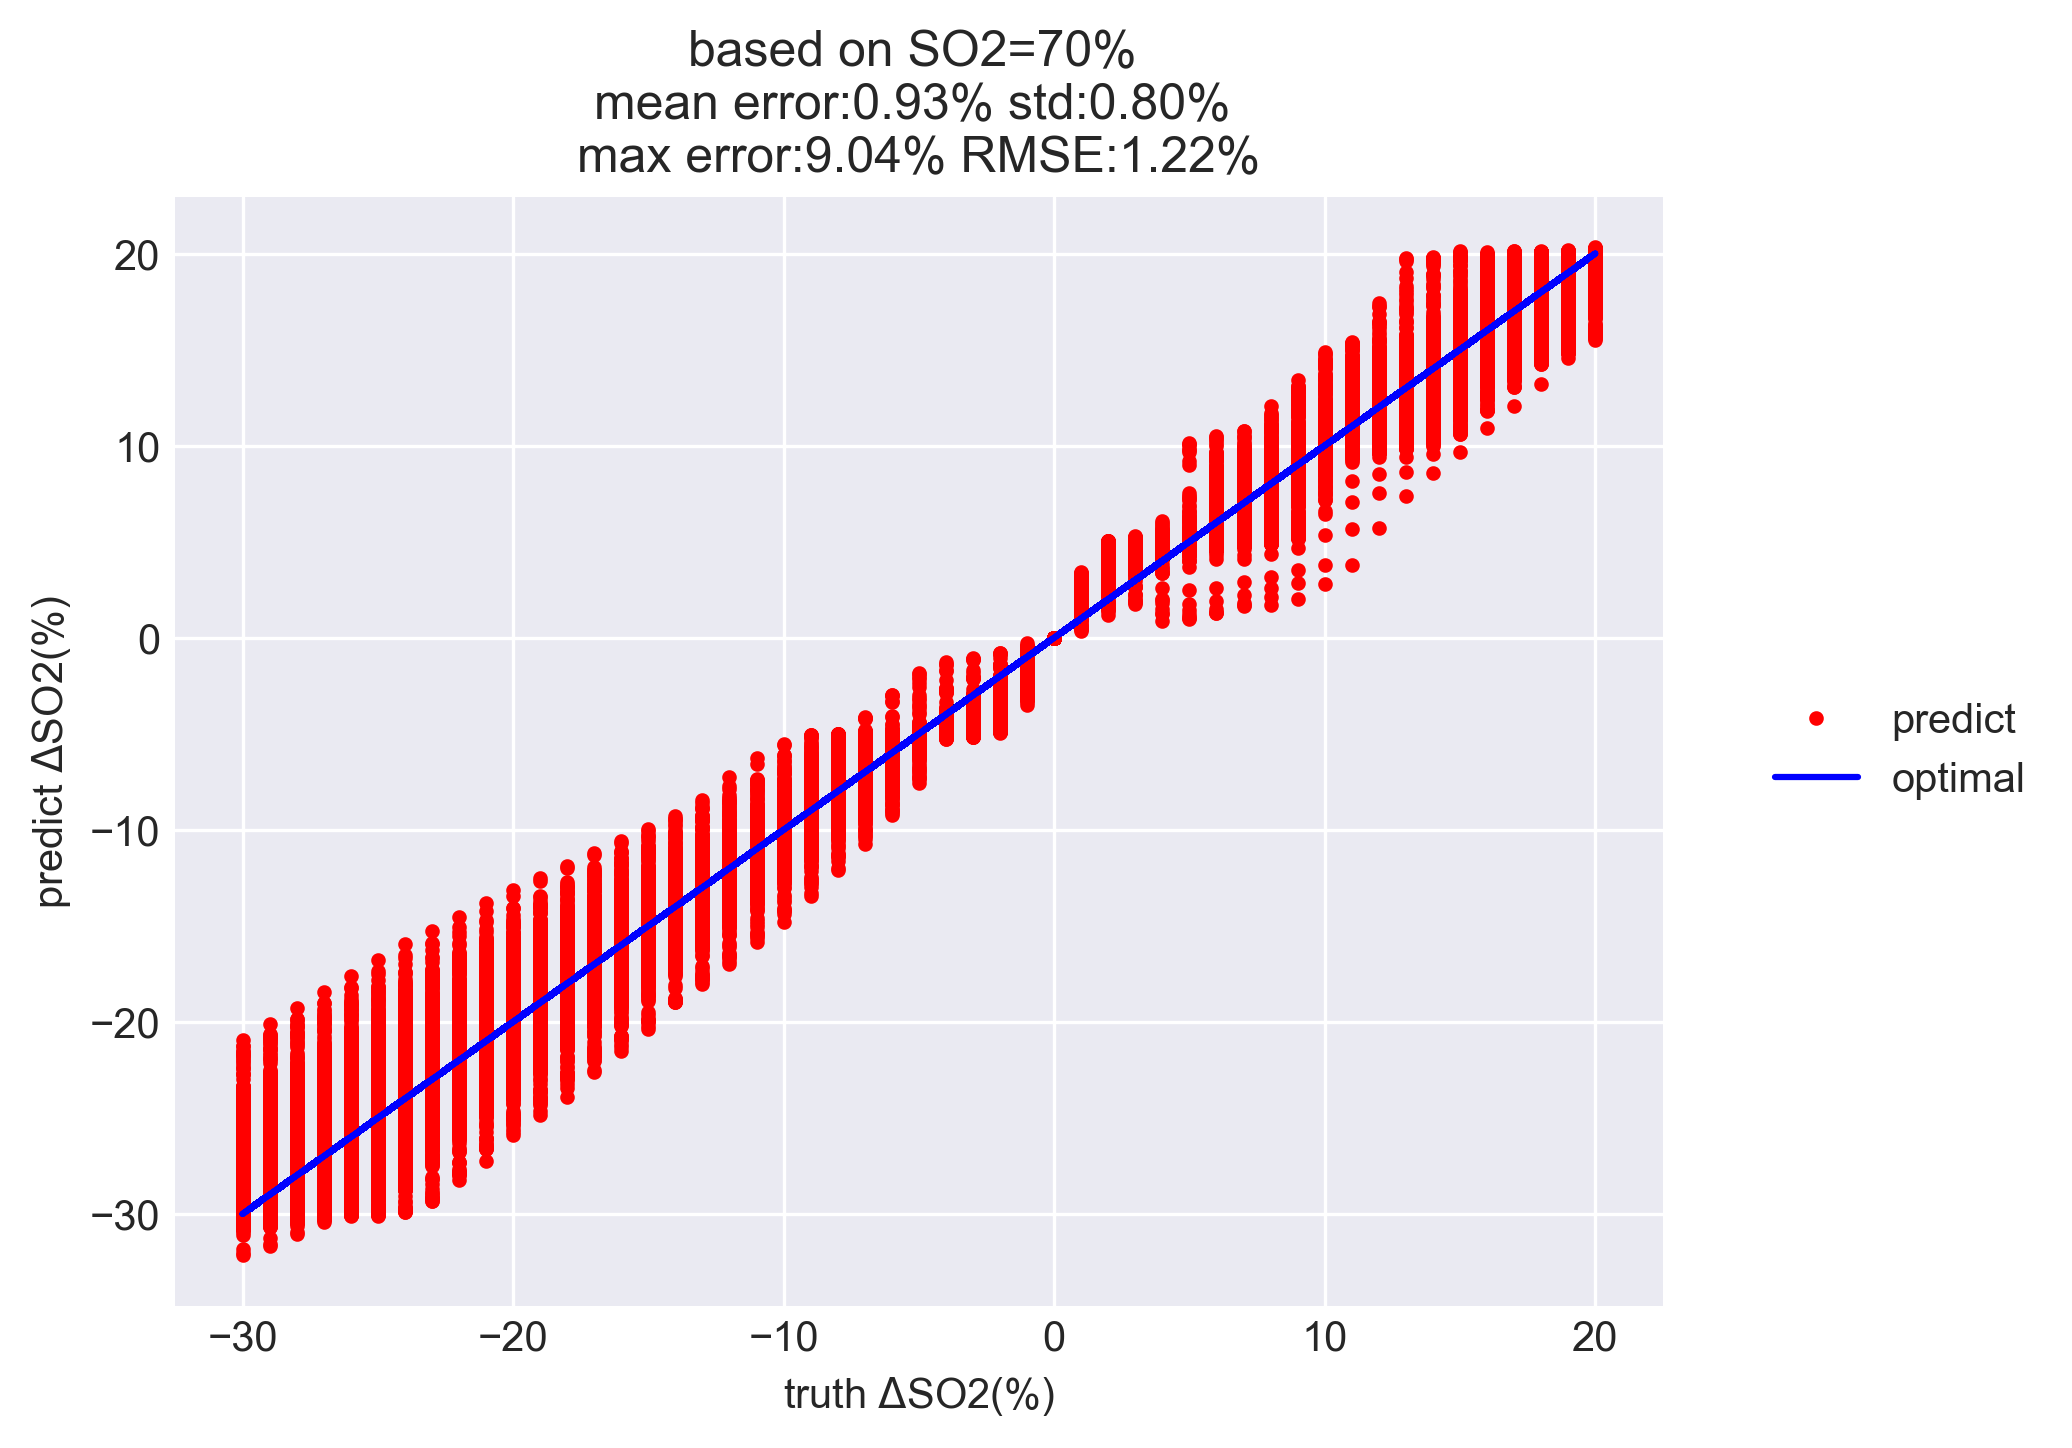 based on SO2=70%
mean error:0.93% std:0.80%
max error:9.04% RMSE:1.22%
20
10
0
−10
−20
−30
predict ΔSO2(%)
−30 −20 −10 0 10 20
truth ΔSO2(%)
predict
optimal